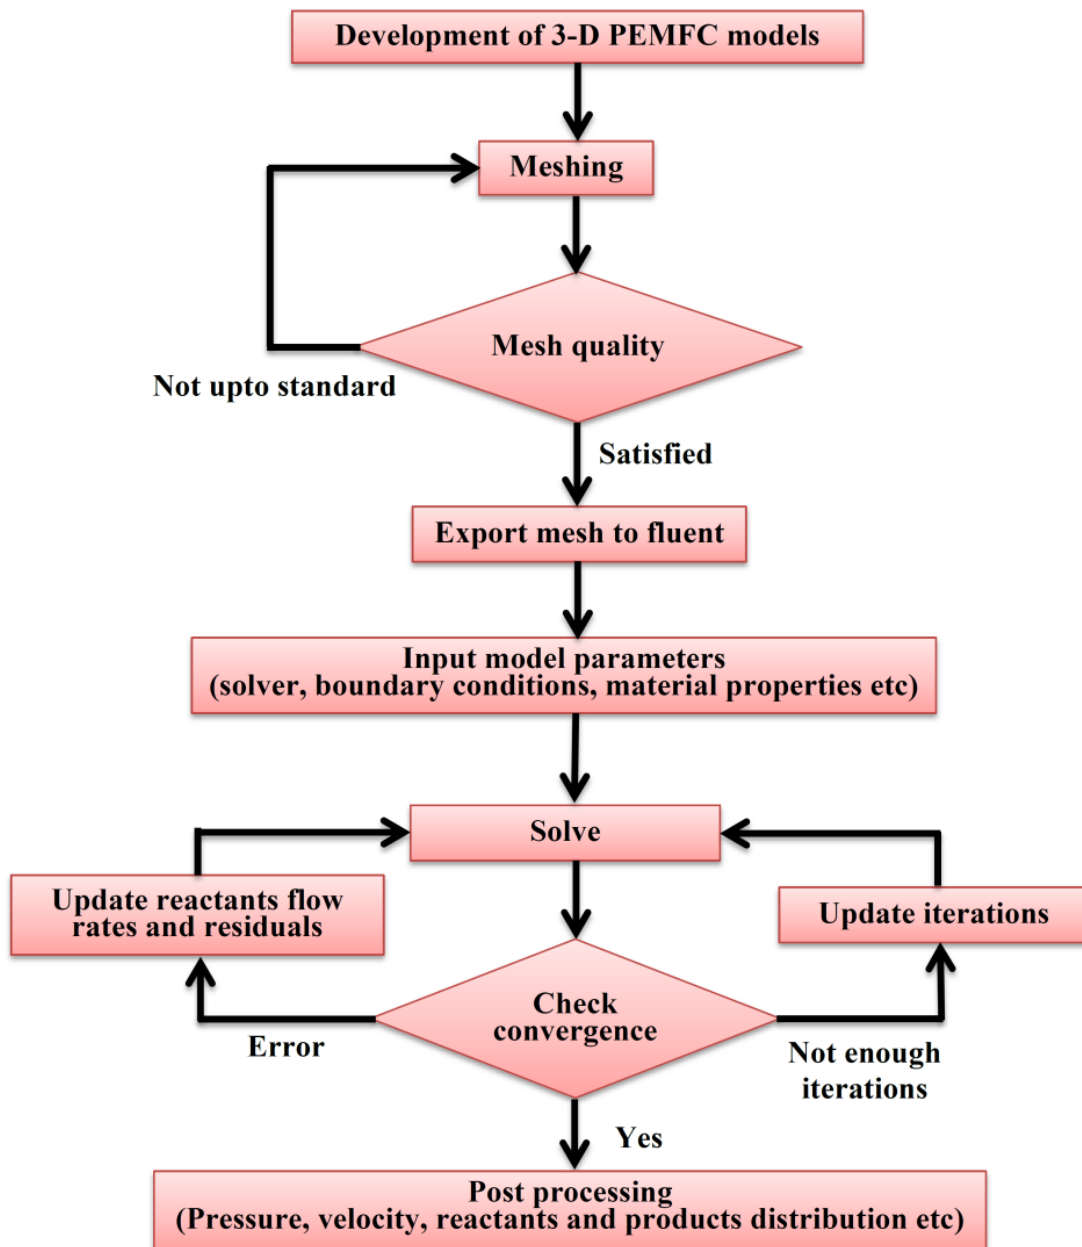 Development of 3-D PEMFC models
Meshing
Mesh quality
Not upto standard
Satisfied
Export mesh to fluent
Input model parameters
(solver, boundary conditions, material properties etc)
Solve
Update reactants flow
rates and residuals
Update iterations
Check
convergence
Error
Not enough
iterations
Yes
Post processing
(Pressure, velocity, reactants and products distribution etc)